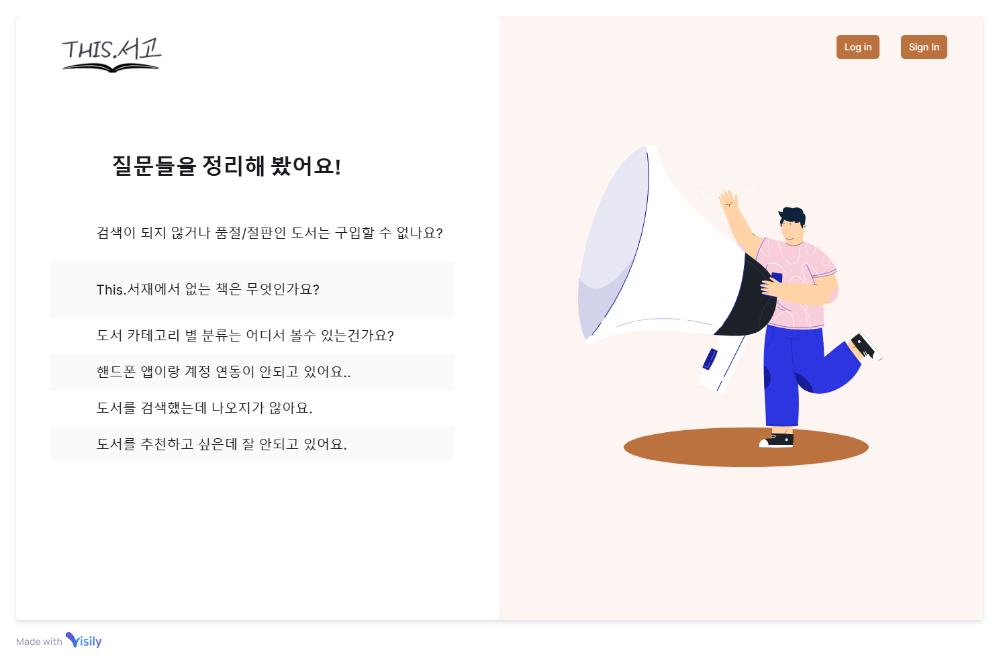 THIS.서고
Log in
Sign In
질문들을 정리해 봤어요!
검색이 되지 않거나 품절/절판인 도서는 구입할 수 없나요?
This.서재에서 없는 책은 무엇인가요?
도서 카테고리 별 분류는 어디서 볼수 있는건가요?
핸드폰 앱이랑 계정 연동이 안되고 있어요..
도서를 검색했는데 나오지가 않아요.
도서를 추천하고 싶은데 잘 안되고 있어요.
Made with Visily